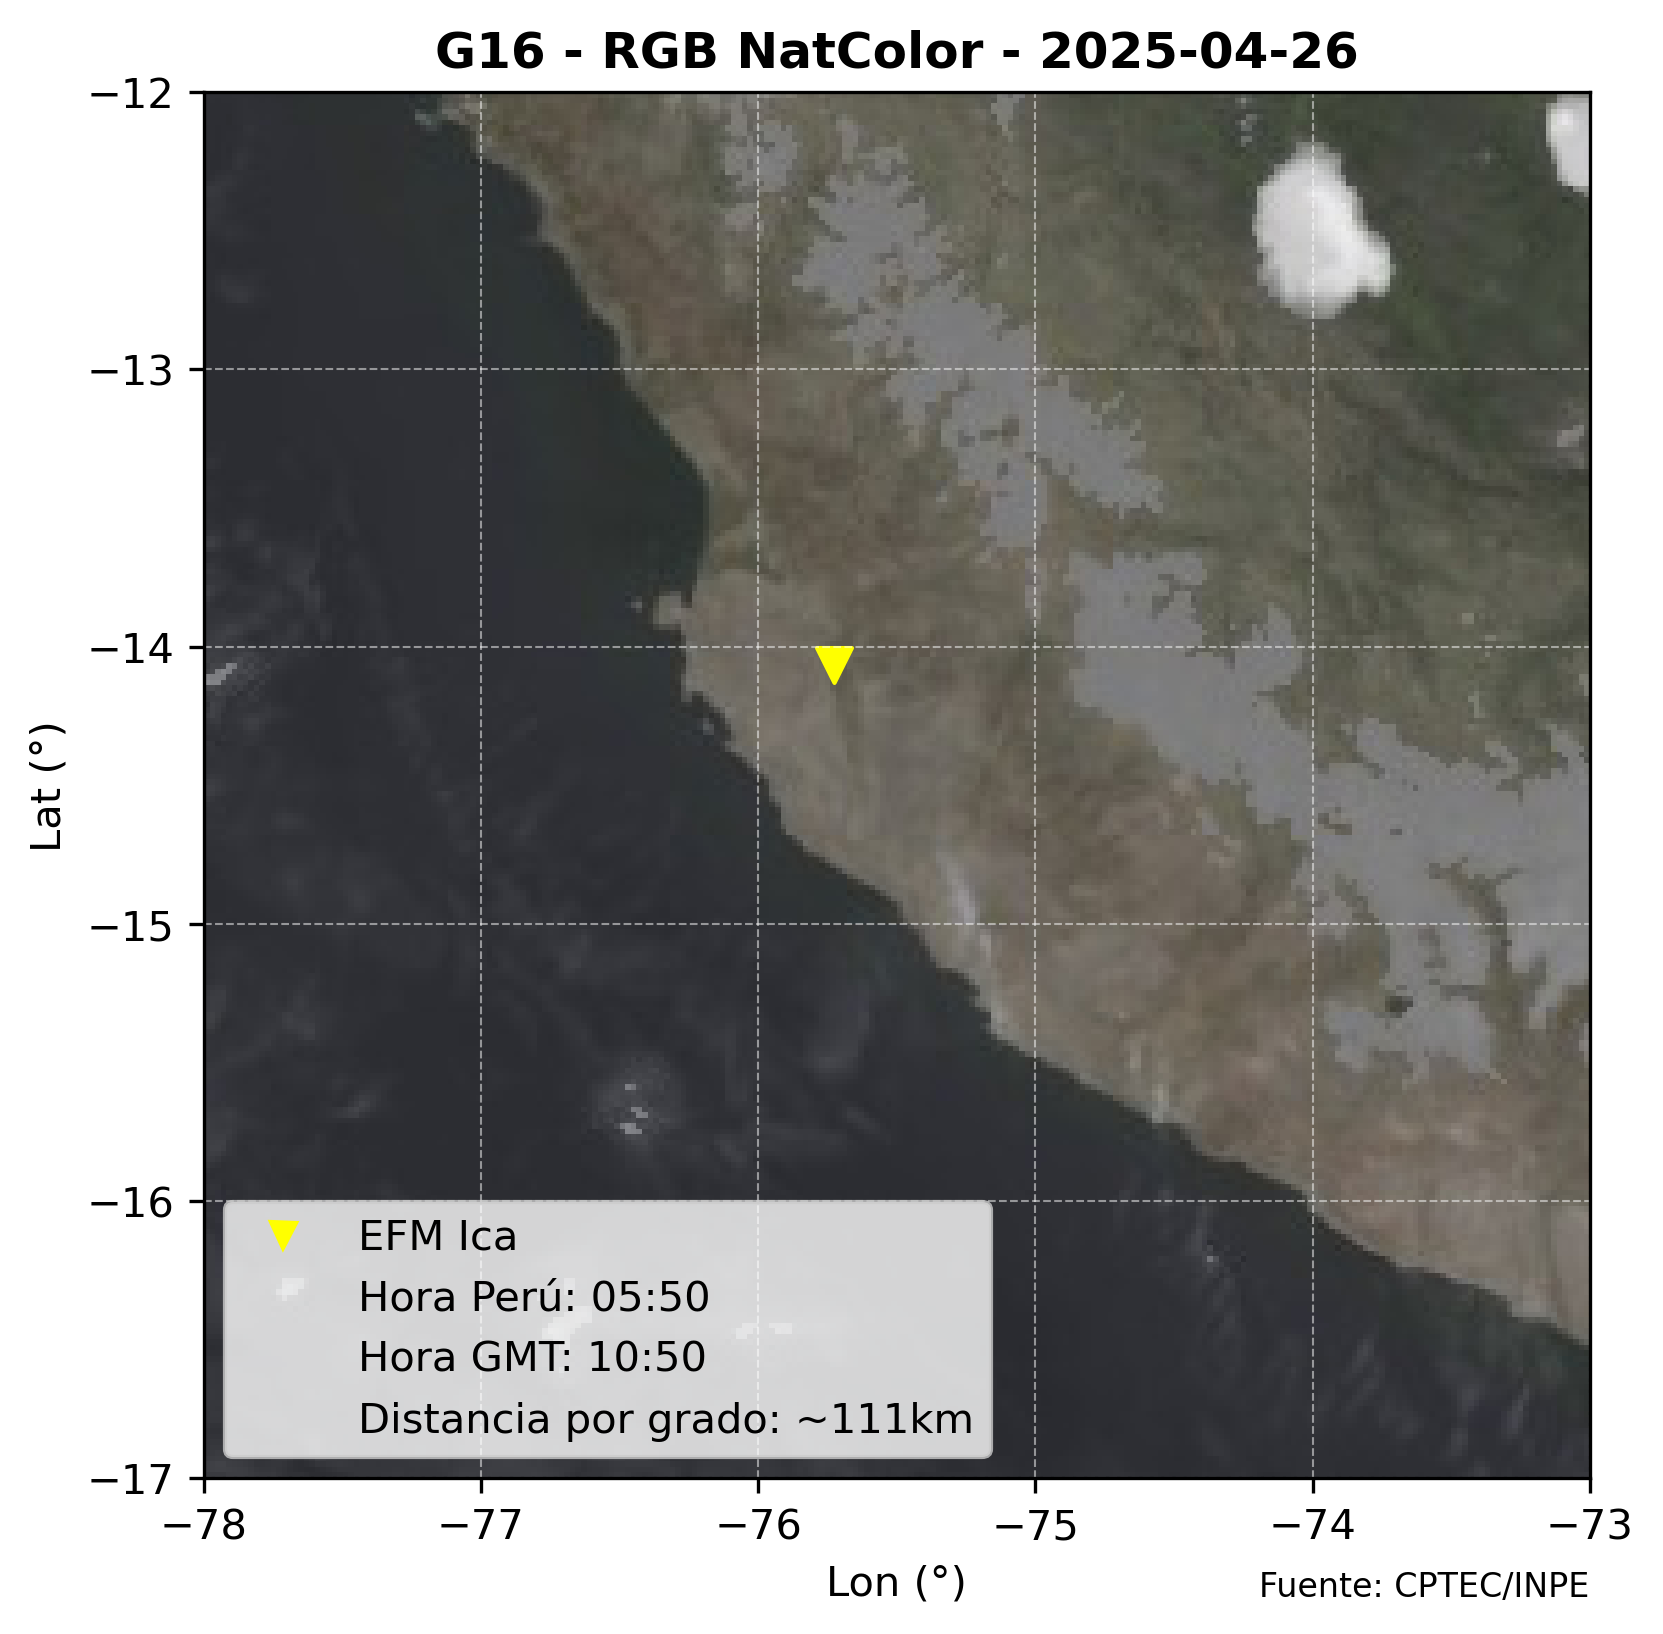 G16 - RGB NatColor - 2025-04-26
−12
−13
−14
−15
−16
−17
Lat (°)
EFM Ica
Hora Perú: 05:50
Hora GMT: 10:50
Distancia por grado: ~111km
−78
−77
−76
−75
−74
−73
Lon (°)
Fuente: CPTEC/INPE